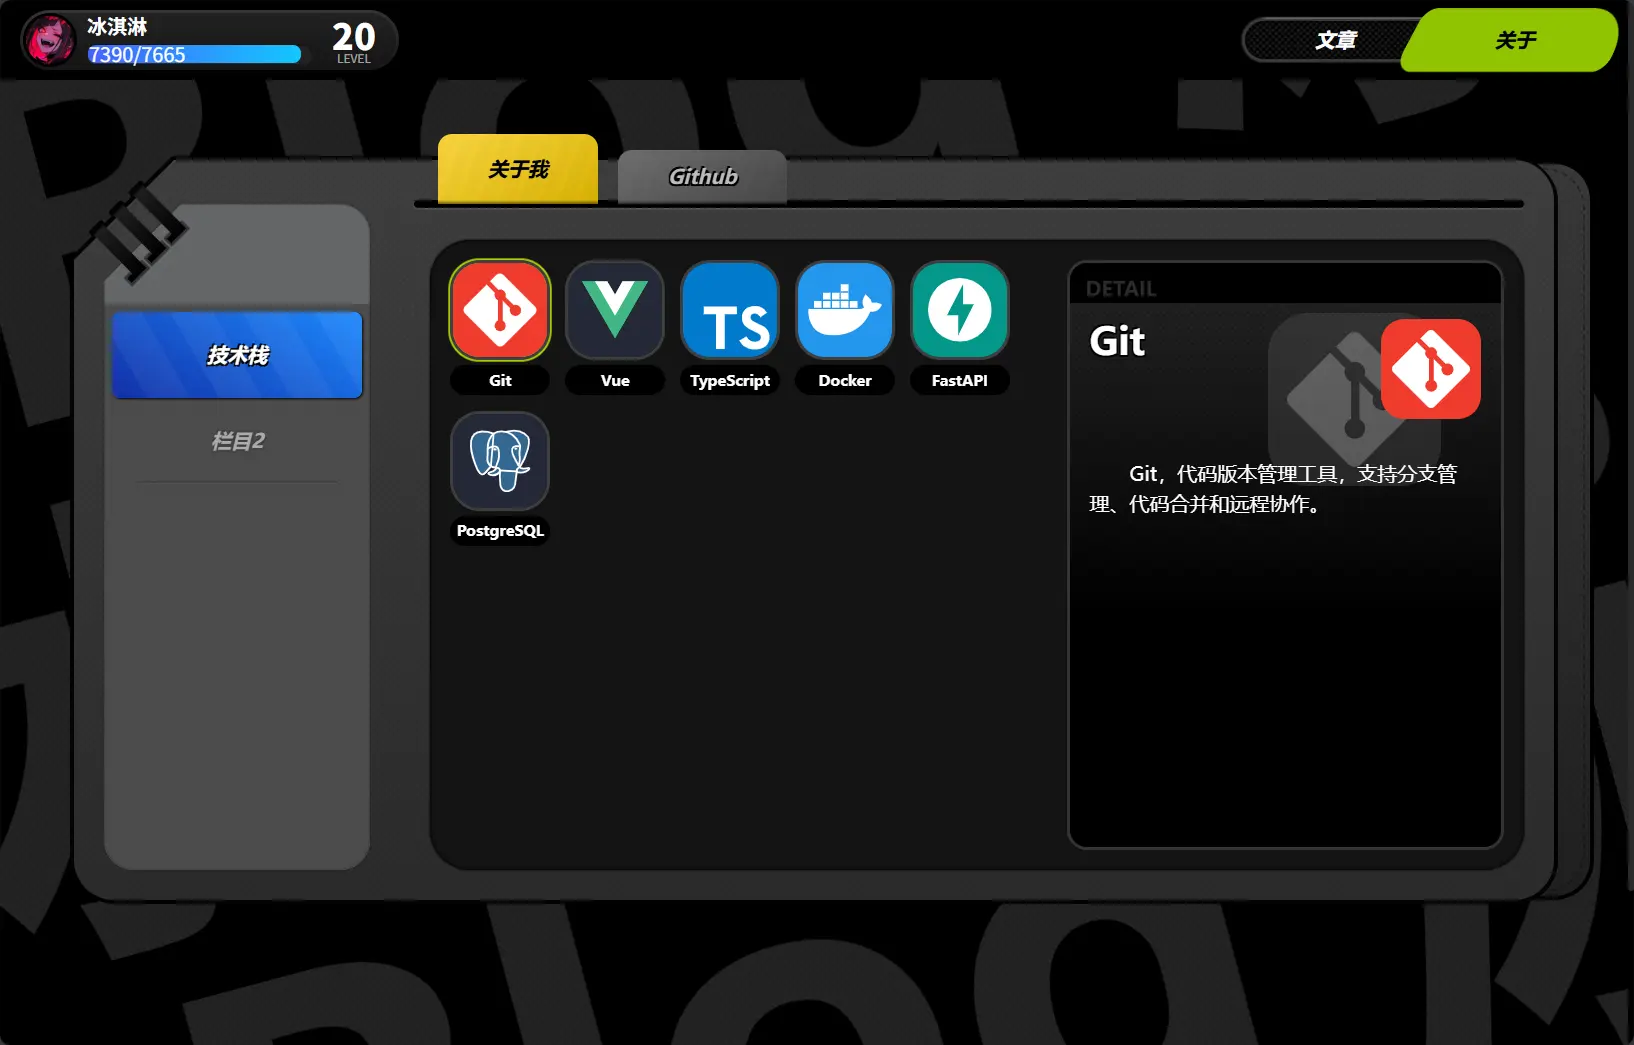 冰淇淋
7390/7665
20
LEVEL
文章
关于
关于我
Github
技术栈
栏目2
TS
Git
Vue
TypeScript
Docker
FastAPI
PostgreSQL
DETAIL
Git
Git，代码版本管理工具，支持分支管
理、代码合并和远程协作。